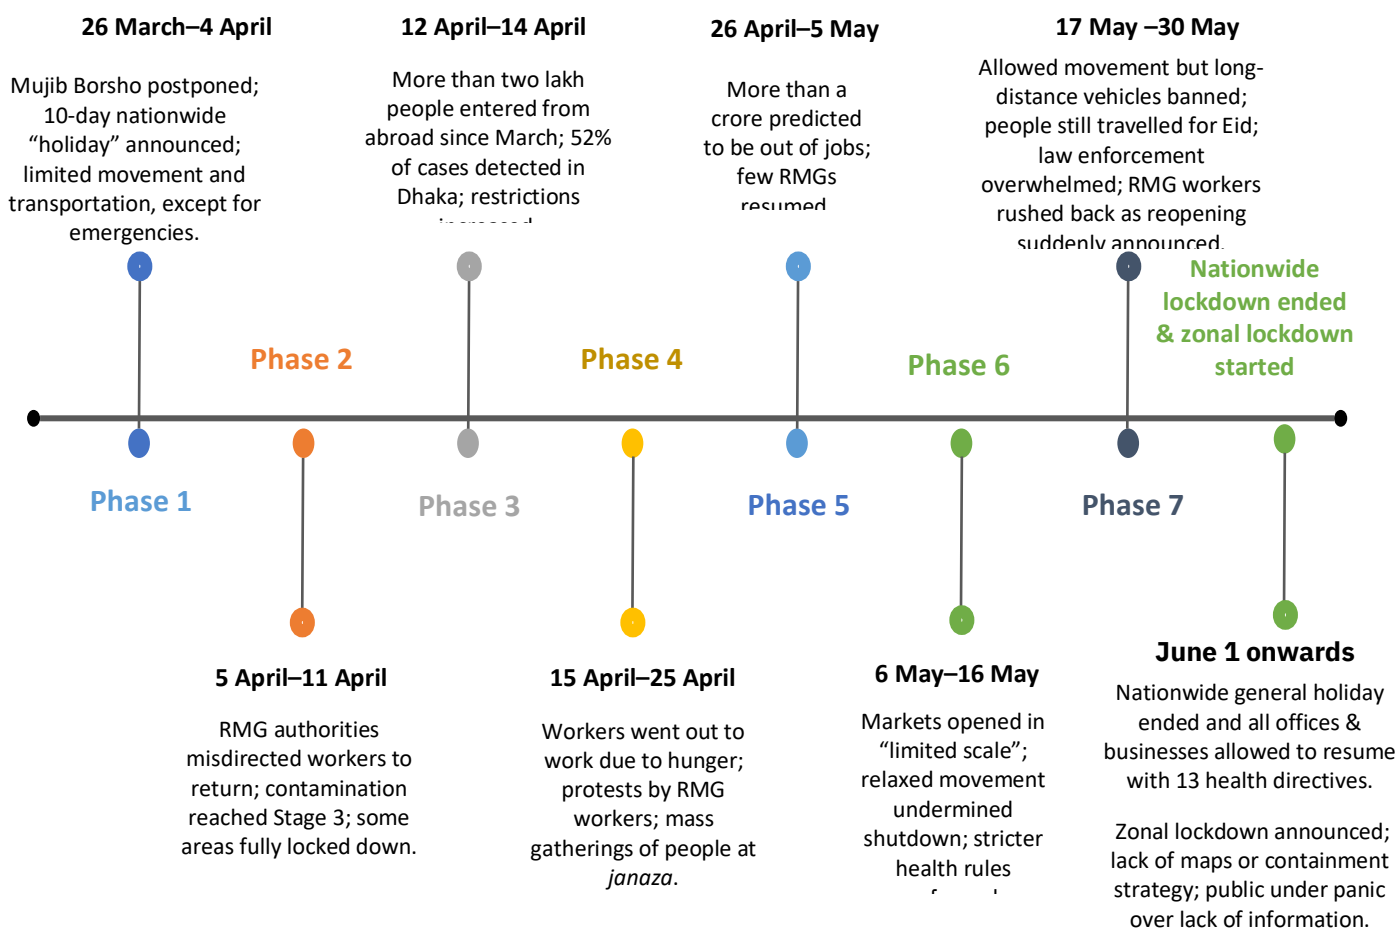 26 March–4 April
Mujib Borsho postponed;
10-day nationwide
“holiday” announced;
limited movement and
transportation, except for
emergencies.
12 April–14 April
More than two lakh
people entered from
abroad since March; 52%
of cases detected in
Dhaka; restrictions
increased
26 April–5 May
More than a
crore predicted
to be out of jobs;
few RMGs
resumed
17 May –30 May
Allowed movement but long-
distance vehicles banned;
people still travelled for Eid;
law enforcement
overwhelmed; RMG workers
rushed back as reopening
suddenly announced.
Nationwide
lockdown ended
& zonal lockdown
started
Phase 2
Phase 4
Phase 6
Phase 1
Phase 3
Phase 5
Phase 7
5 April–11 April
RMG authorities
misdirected workers to
return; contamination
reached Stage 3; some
areas fully locked down.
15 April–25 April
Workers went out to
work due to hunger;
protests by RMG
workers; mass
gatherings of people at
janaza.
6 May–16 May
Markets opened in
“limited scale”;
relaxed movement
undermined
shutdown; stricter
health rules
June 1 onwards
Nationwide general holiday
ended and all offices &
businesses allowed to resume
with 13 health directives.
Zonal lockdown announced;
lack of maps or containment
strategy; public under panic
over lack of information.